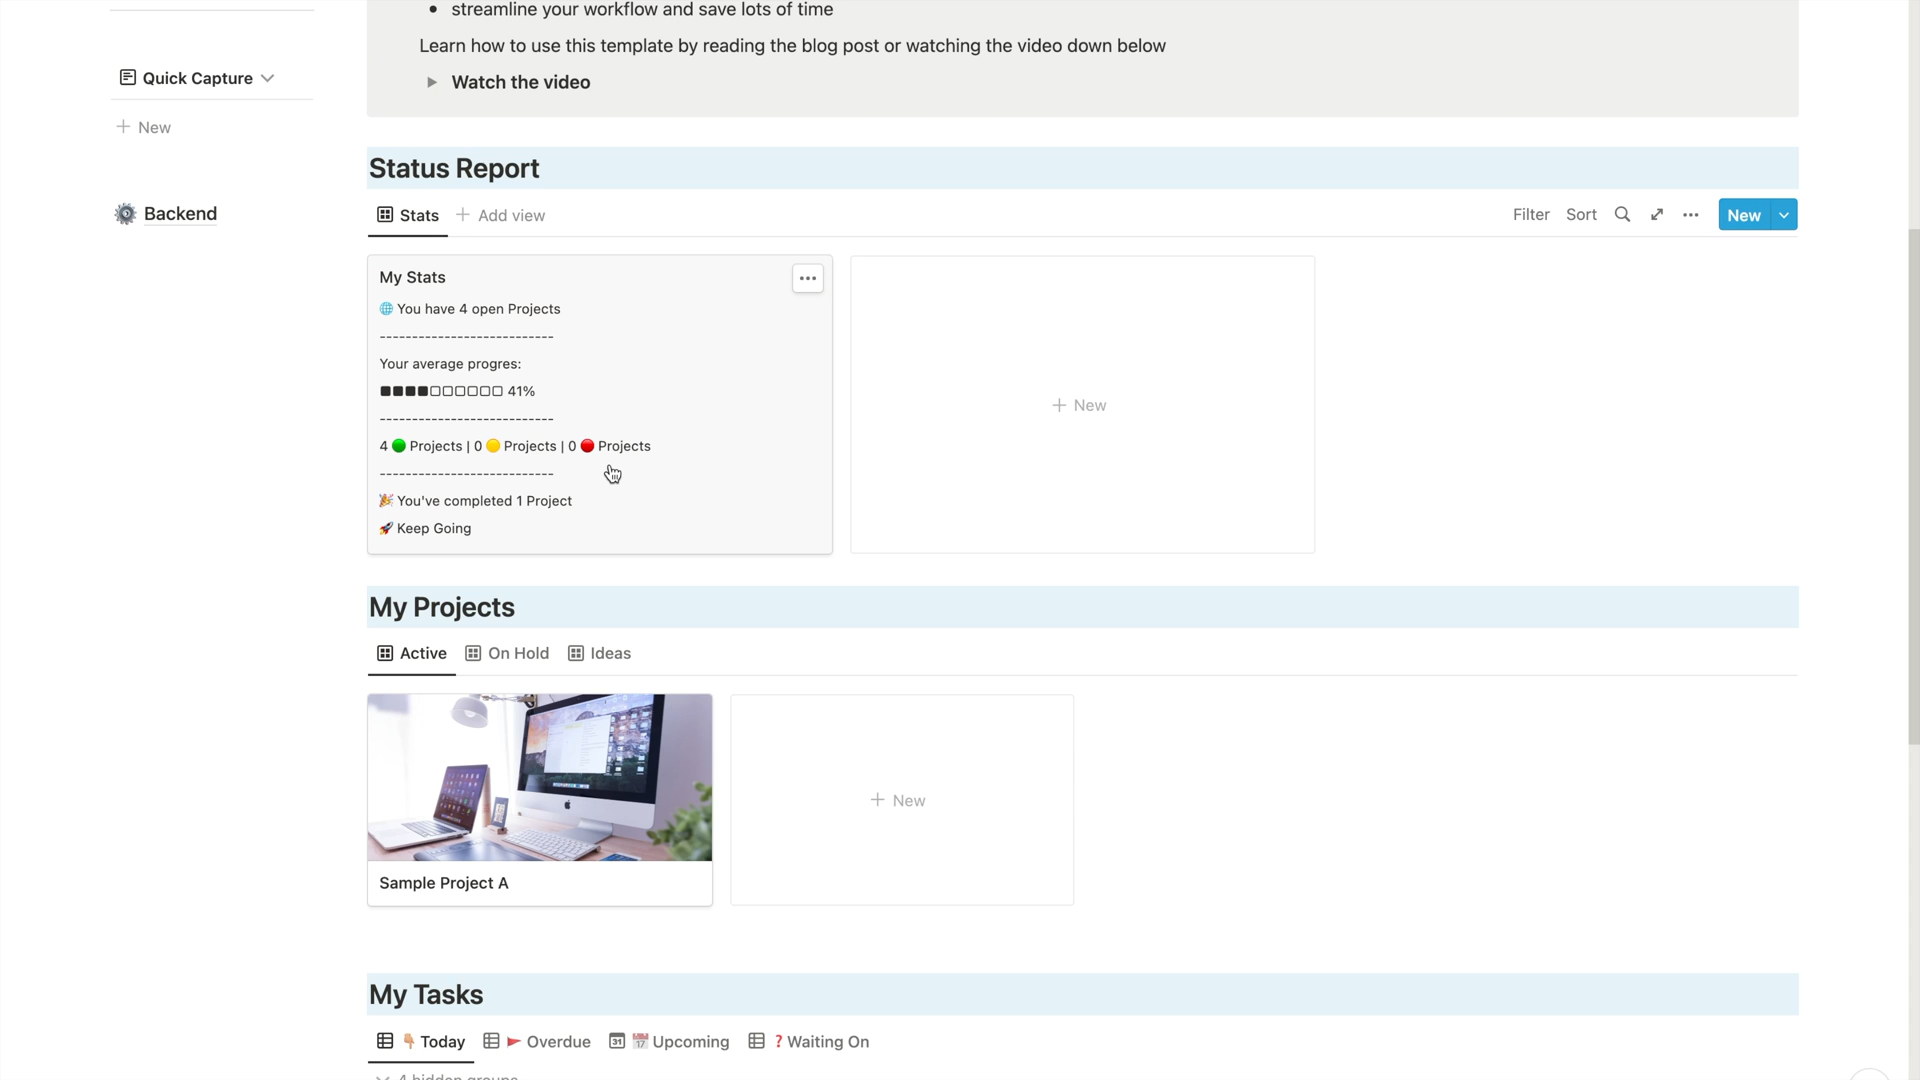 streamline your workflow and save lots of time
Learn how to use this template by reading the blog post or watching the video down below
Watch the video
Quick Capture
New
Backend
Status Report
Stats
Add view
Filter
Sort
New
My Stats
🌐 You have 4 open Projects
---------------------------
Your average progres:
■■■■□□□□□□ 41%
---------------------------
4 🟢 Projects | 0 🟡 Projects | 0 🔴 Projects
---------------------------
🎉 You've completed 1 Project
🚀 Keep Going
+ New
My Projects
Active
On Hold
Ideas
Sample Project A
+ New
My Tasks
Today
Overdue
Upcoming
? Waiting On
4 hidden groups